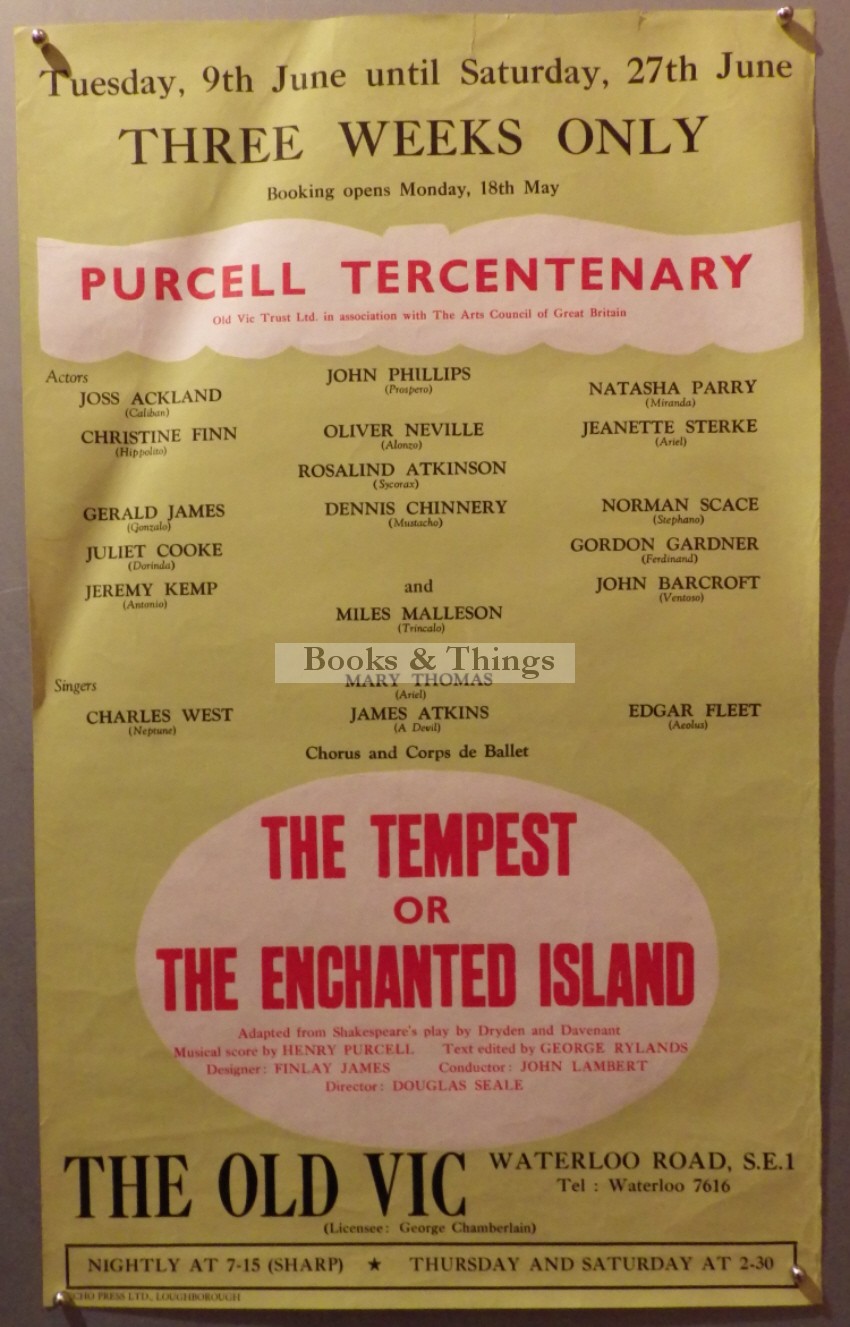 Tuesday, 9th June until Saturday, 27th June
THREE WEEKS ONLY
Booking opens Monday, 18th May
PURCELL TERCENTENARY
Old Vic Trust Ltd. in association with The Arts Council of Great Britain
Actors
JOHN PHILLIPS
(Prospero)
JOSS ACKLAND
(Caliban)
NATASHA PARRY
(Miranda)
CHRISTINE FINN
(Hippolito)
OLIVER NEVILLE
(Alonzo)
JEANETTE STERKE
(Ariel)
ROSALIND ATKINSON
(Sycorax)
GERALD JAMES
(Gonzalo)
DENNIS CHINNERY
(Mustacho)
NORMAN SCACE
(Stephano)
JULIET COOKE
(Dorinda)
GORDON GARDNER
(Ferdinand)
JEREMY KEMP
(Antonio)
and
JOHN BARCROFT
(Ventoso)
MILES MALLESON
(Trincalo)
Books & Things
Singers
MARY THOMAS
(Ariel)
CHARLES WEST
(Neptune)
JAMES ATKINS
(A Devil)
EDGAR FLEET
(Aeolus)
Chorus and Corps de Ballet
THE TEMPEST
OR
THE ENCHANTED ISLAND
Adapted from Shakespeare's play by Dryden and Davenant
Musical score by HENRY PURCELL Text edited by GEORGE RYLANDS
Designer: FINLAY JAMES Conductor: JOHN LAMBERT
Director: DOUGLAS SEALE
THE OLD VIC
WATERLOO ROAD, S.E.1
Tel : Waterloo 7616
(Licensee: George Chamberlain)
NIGHTLY AT 7-15 (SHARP) ★ THURSDAY AND SATURDAY AT 2-30
PRESS LTD., LOUGHBOROUGH